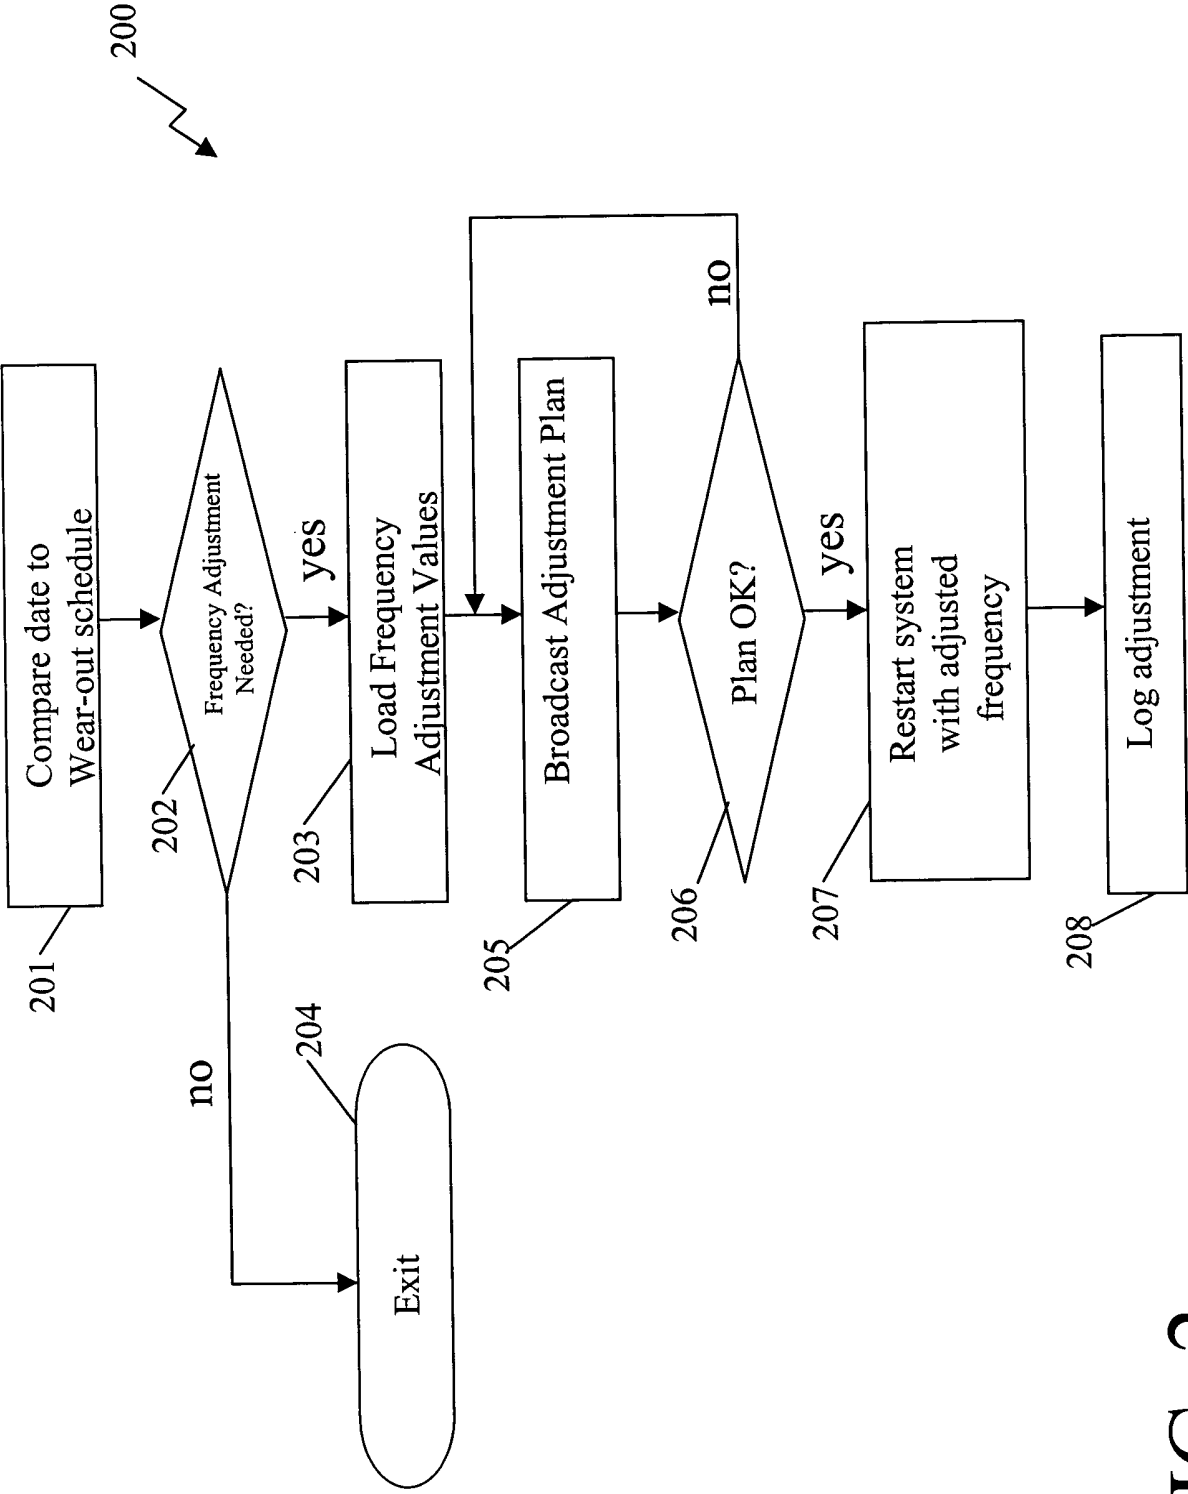 200
Compare date to
Wear-out schedule
201
Frequency Adjustment
Needed?
202
no
yes
Exit
204
Load Frequency
Adjustment Values
203
Broadcast Adjustment Plan
205
Plan OK?
206
no
yes
Restart system
with adjusted
frequency
207
Log adjustment
208